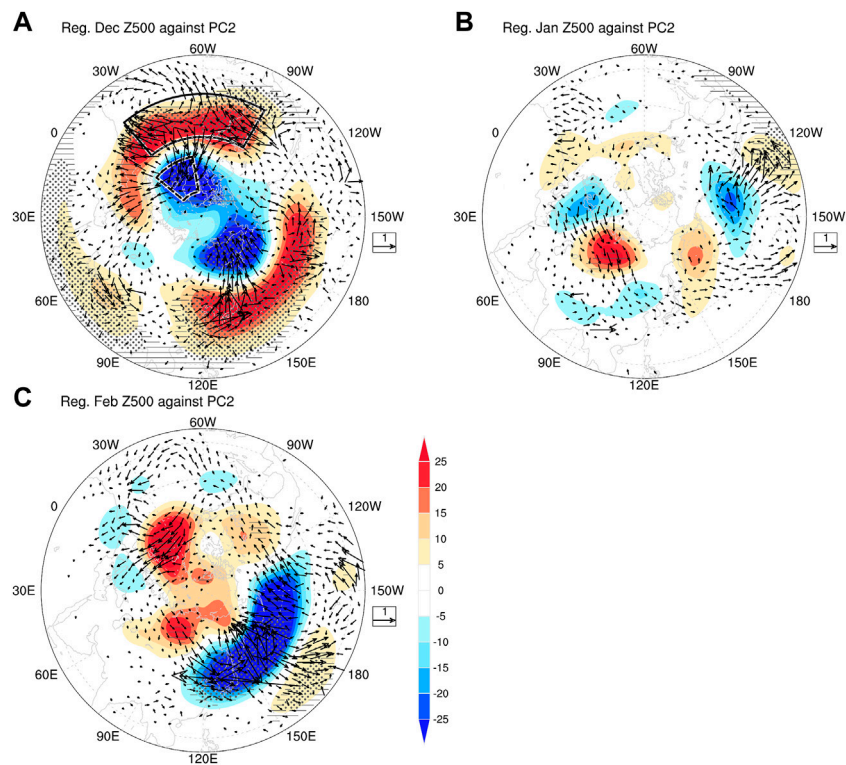 A
Reg. Dec Z500 against PC2
60W
30W
90W
0
120W
30E
150W
1
60E
180
90E
150E
120E
B
Reg. Jan Z500 against PC2
60W
30W
90W
0
120W
30E
150W
1
60E
180
90E
150E
120E
C
Reg. Feb Z500 against PC2
60W
30W
90W
0
120W
30E
150W
1
60E
180
90E
150E
120E
25
20
15
10
5
0
-5
-10
-15
-20
-25